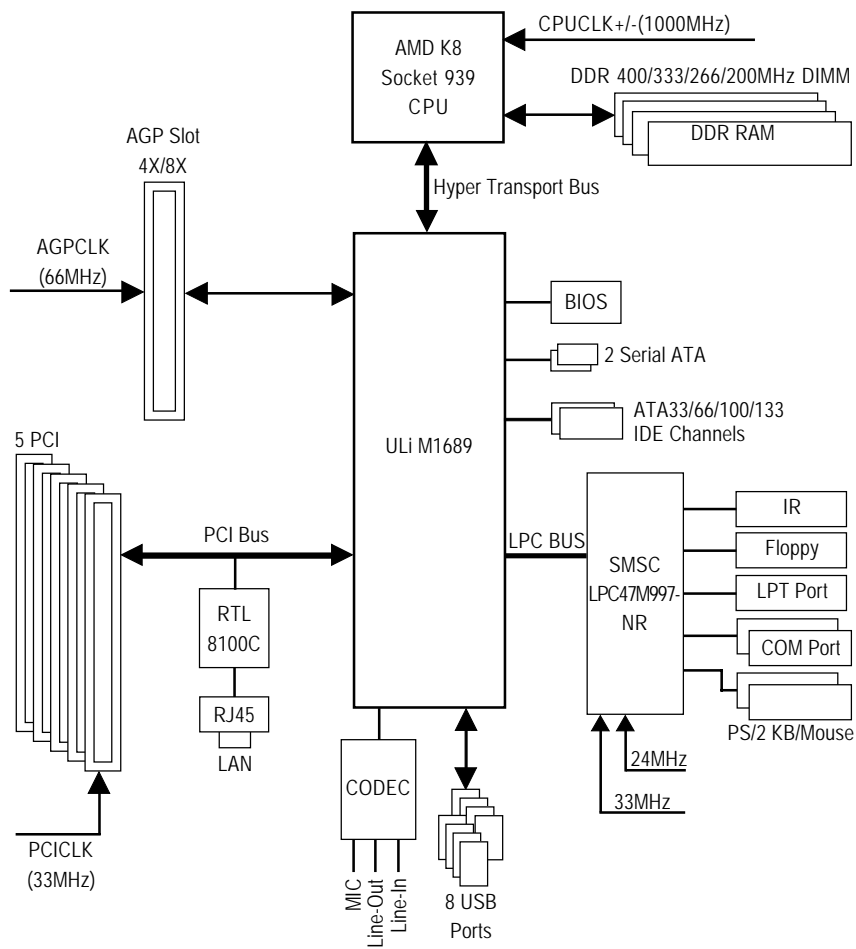 CPUCLK+/-(1000MHz)
AMD K8
Socket 939
CPU
DDR 400/333/266/200MHz DIMM
DDR RAM
AGP Slot
4X/8X
Hyper Transport Bus
AGPCLK
(66MHz)
BIOS
2 Serial ATA
ATA33/66/100/133
IDE Channels
ULi M1689
5 PCI
PCI Bus
LPC BUS
SMSC
LPC47M997-
NR
IR
Floppy
LPT Port
COM Port
PS/2 KB/Mouse
RTL
8100C
RJ45
LAN
24MHz
33MHz
CODEC
PCICLK
(33MHz)
MIC
Line-Out
Line-In
8 USB
Ports